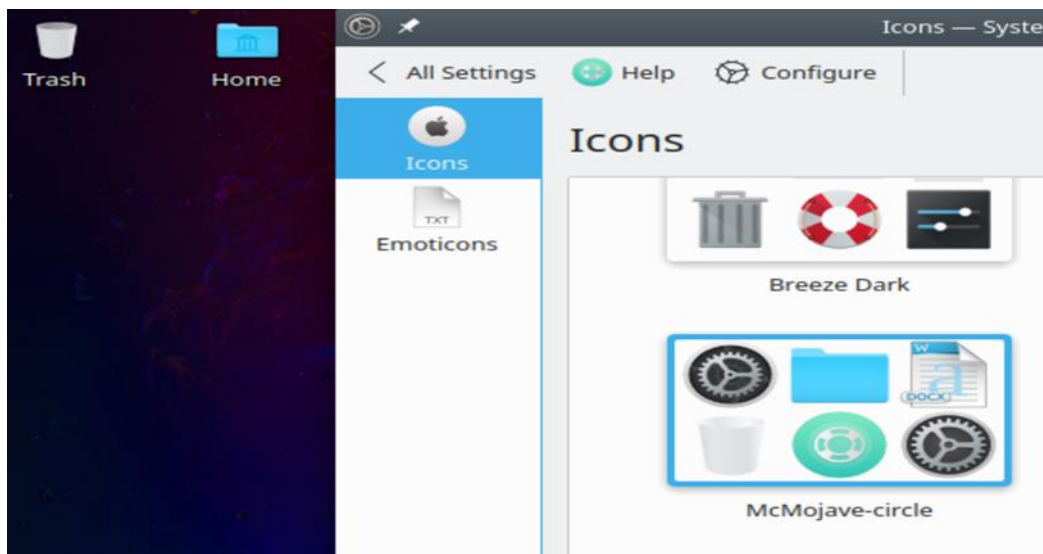 Trash
Home
Icons — Syste
All Settings
Help
Configure
Icons
TXT
Emoticons
Icons
Breeze Dark
W
a
DOCX
McMojave-circle